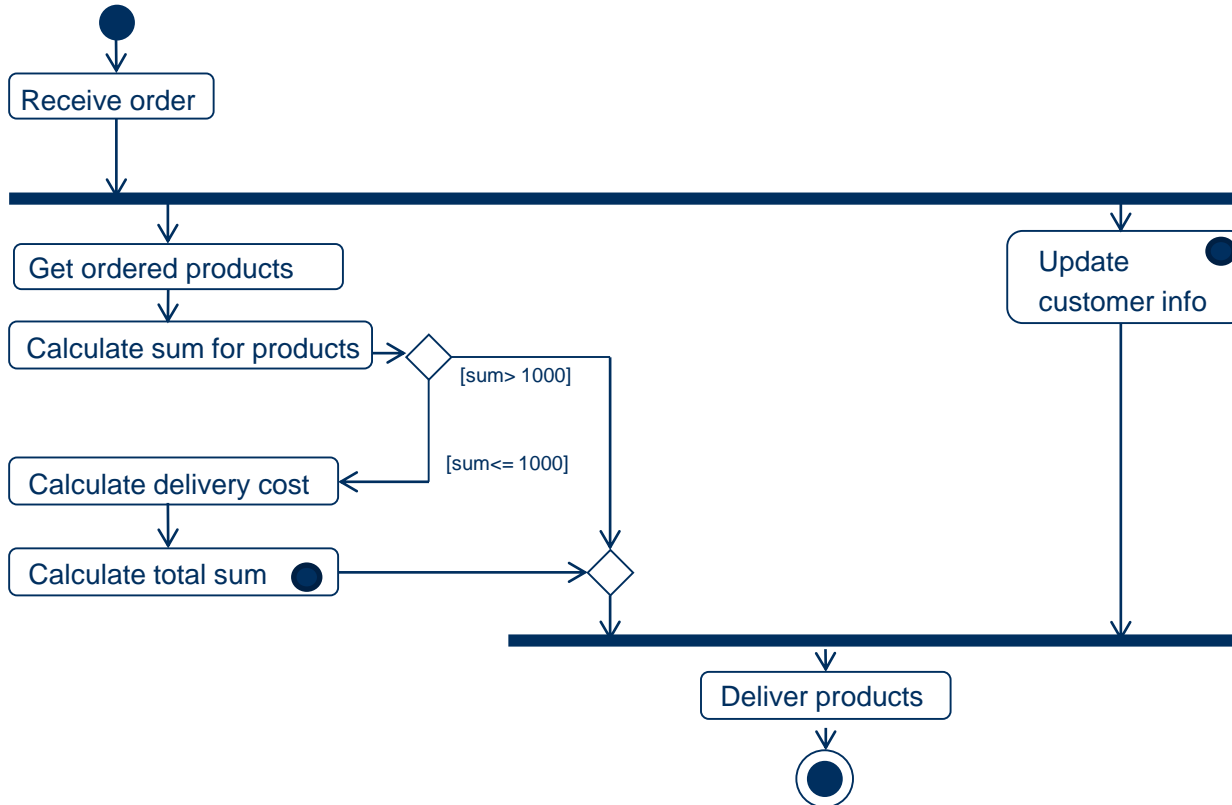 Receive order
Get ordered products
Update
customer info
Calculate sum for products
[sum> 1000]
[sum<= 1000]
Calculate delivery cost
Calculate total sum
Deliver products